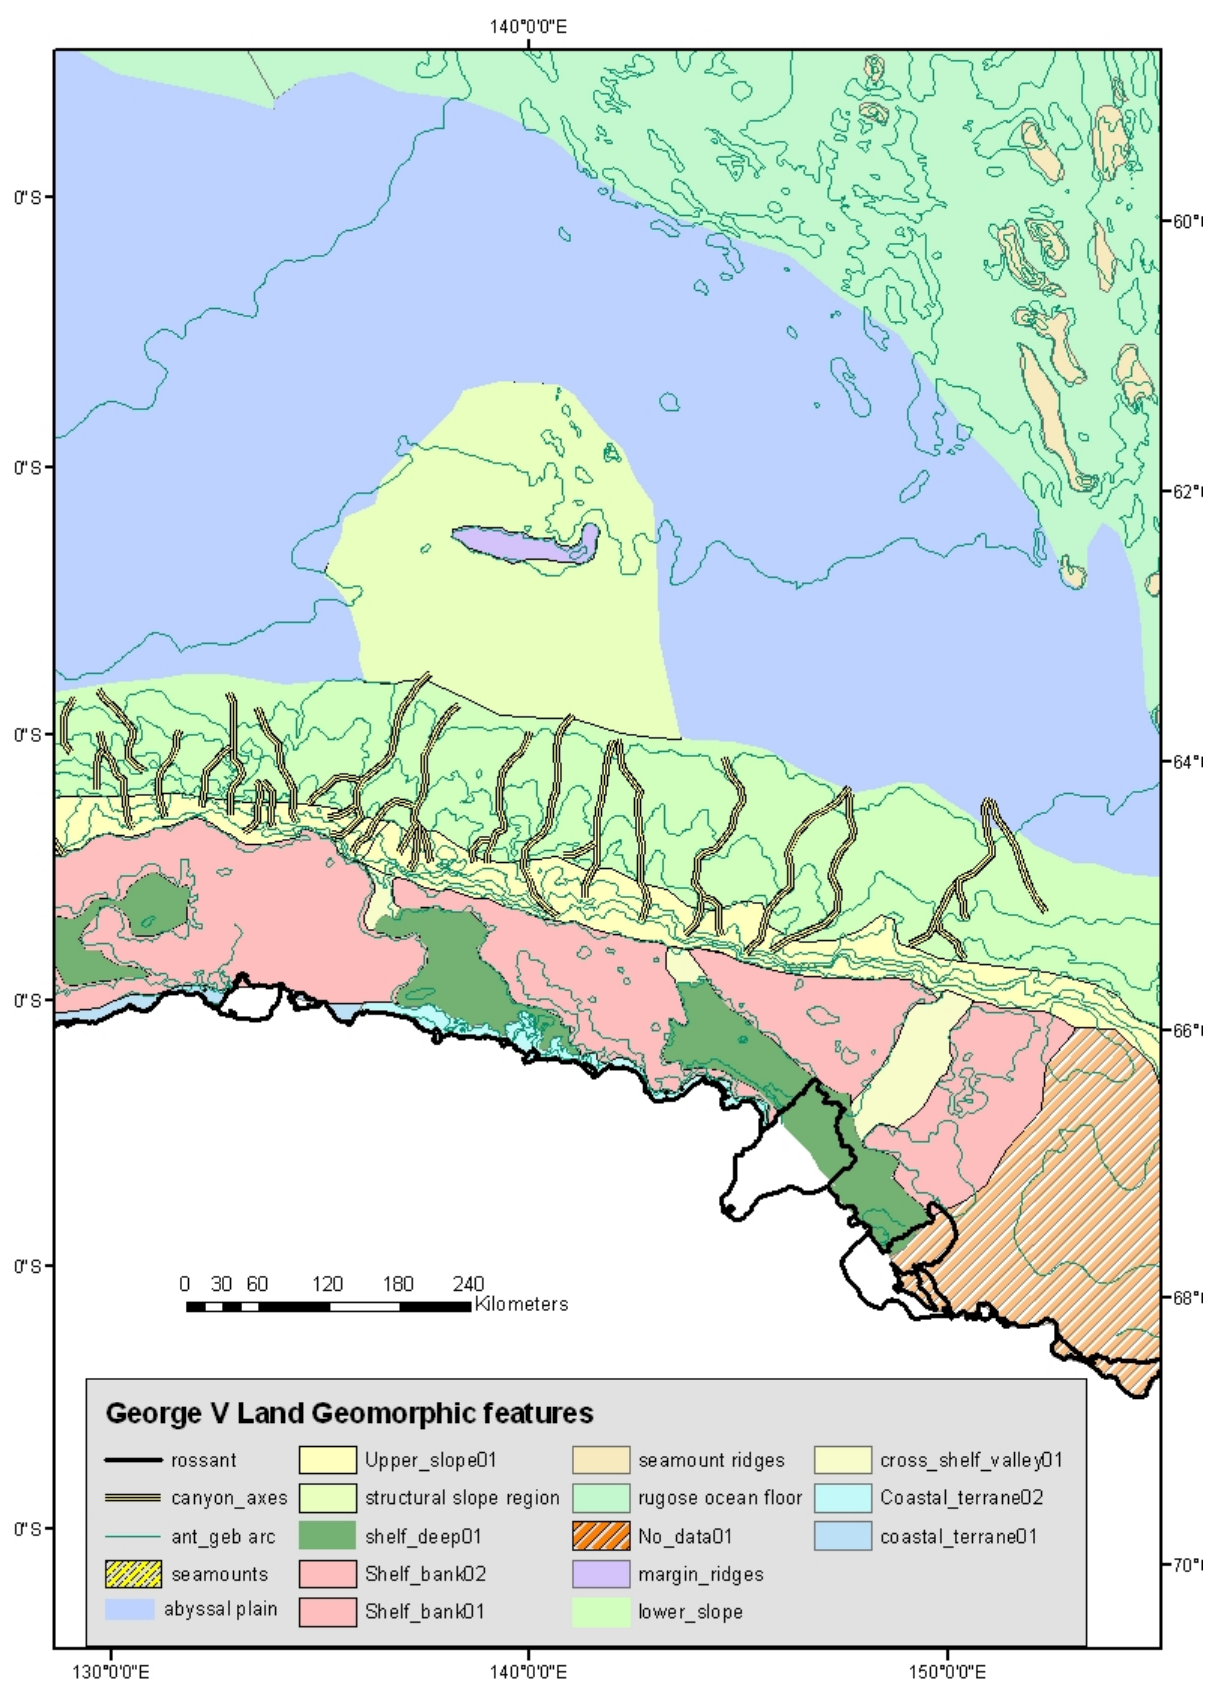 140°0'0"E
0"S
60°
0"S
62°
0"S
64°
0"S
66°
0"S
68°
0"S
70°
0 30 60 120 180 240
Kilometers
George V Land Geomorphic features
rossant
canyon_axes
ant_geb arc
seamounts
abyssal plain
Upper_slope01
structural slope region
shelf_deep01
Shelf_bank02
Shelf_bank01
seamount ridges
rugose ocean floor
No_data01
margin_ridges
lower_slope
cross_shelf_valley01
Coastal_terrane02
coastal_terrane01
130°0'0"E 140°0'0"E 150°0'0"E